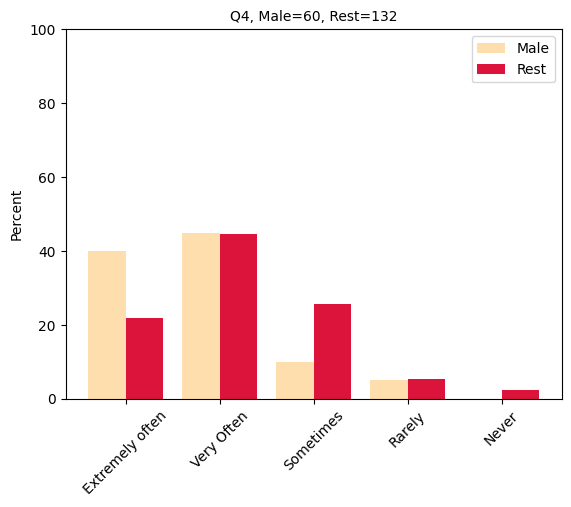 Q4, Male=60, Rest=132
100
80
60
40
20
0
Percent
Male
Rest
Extremely often
Very Often
Sometimes
Rarely
Never